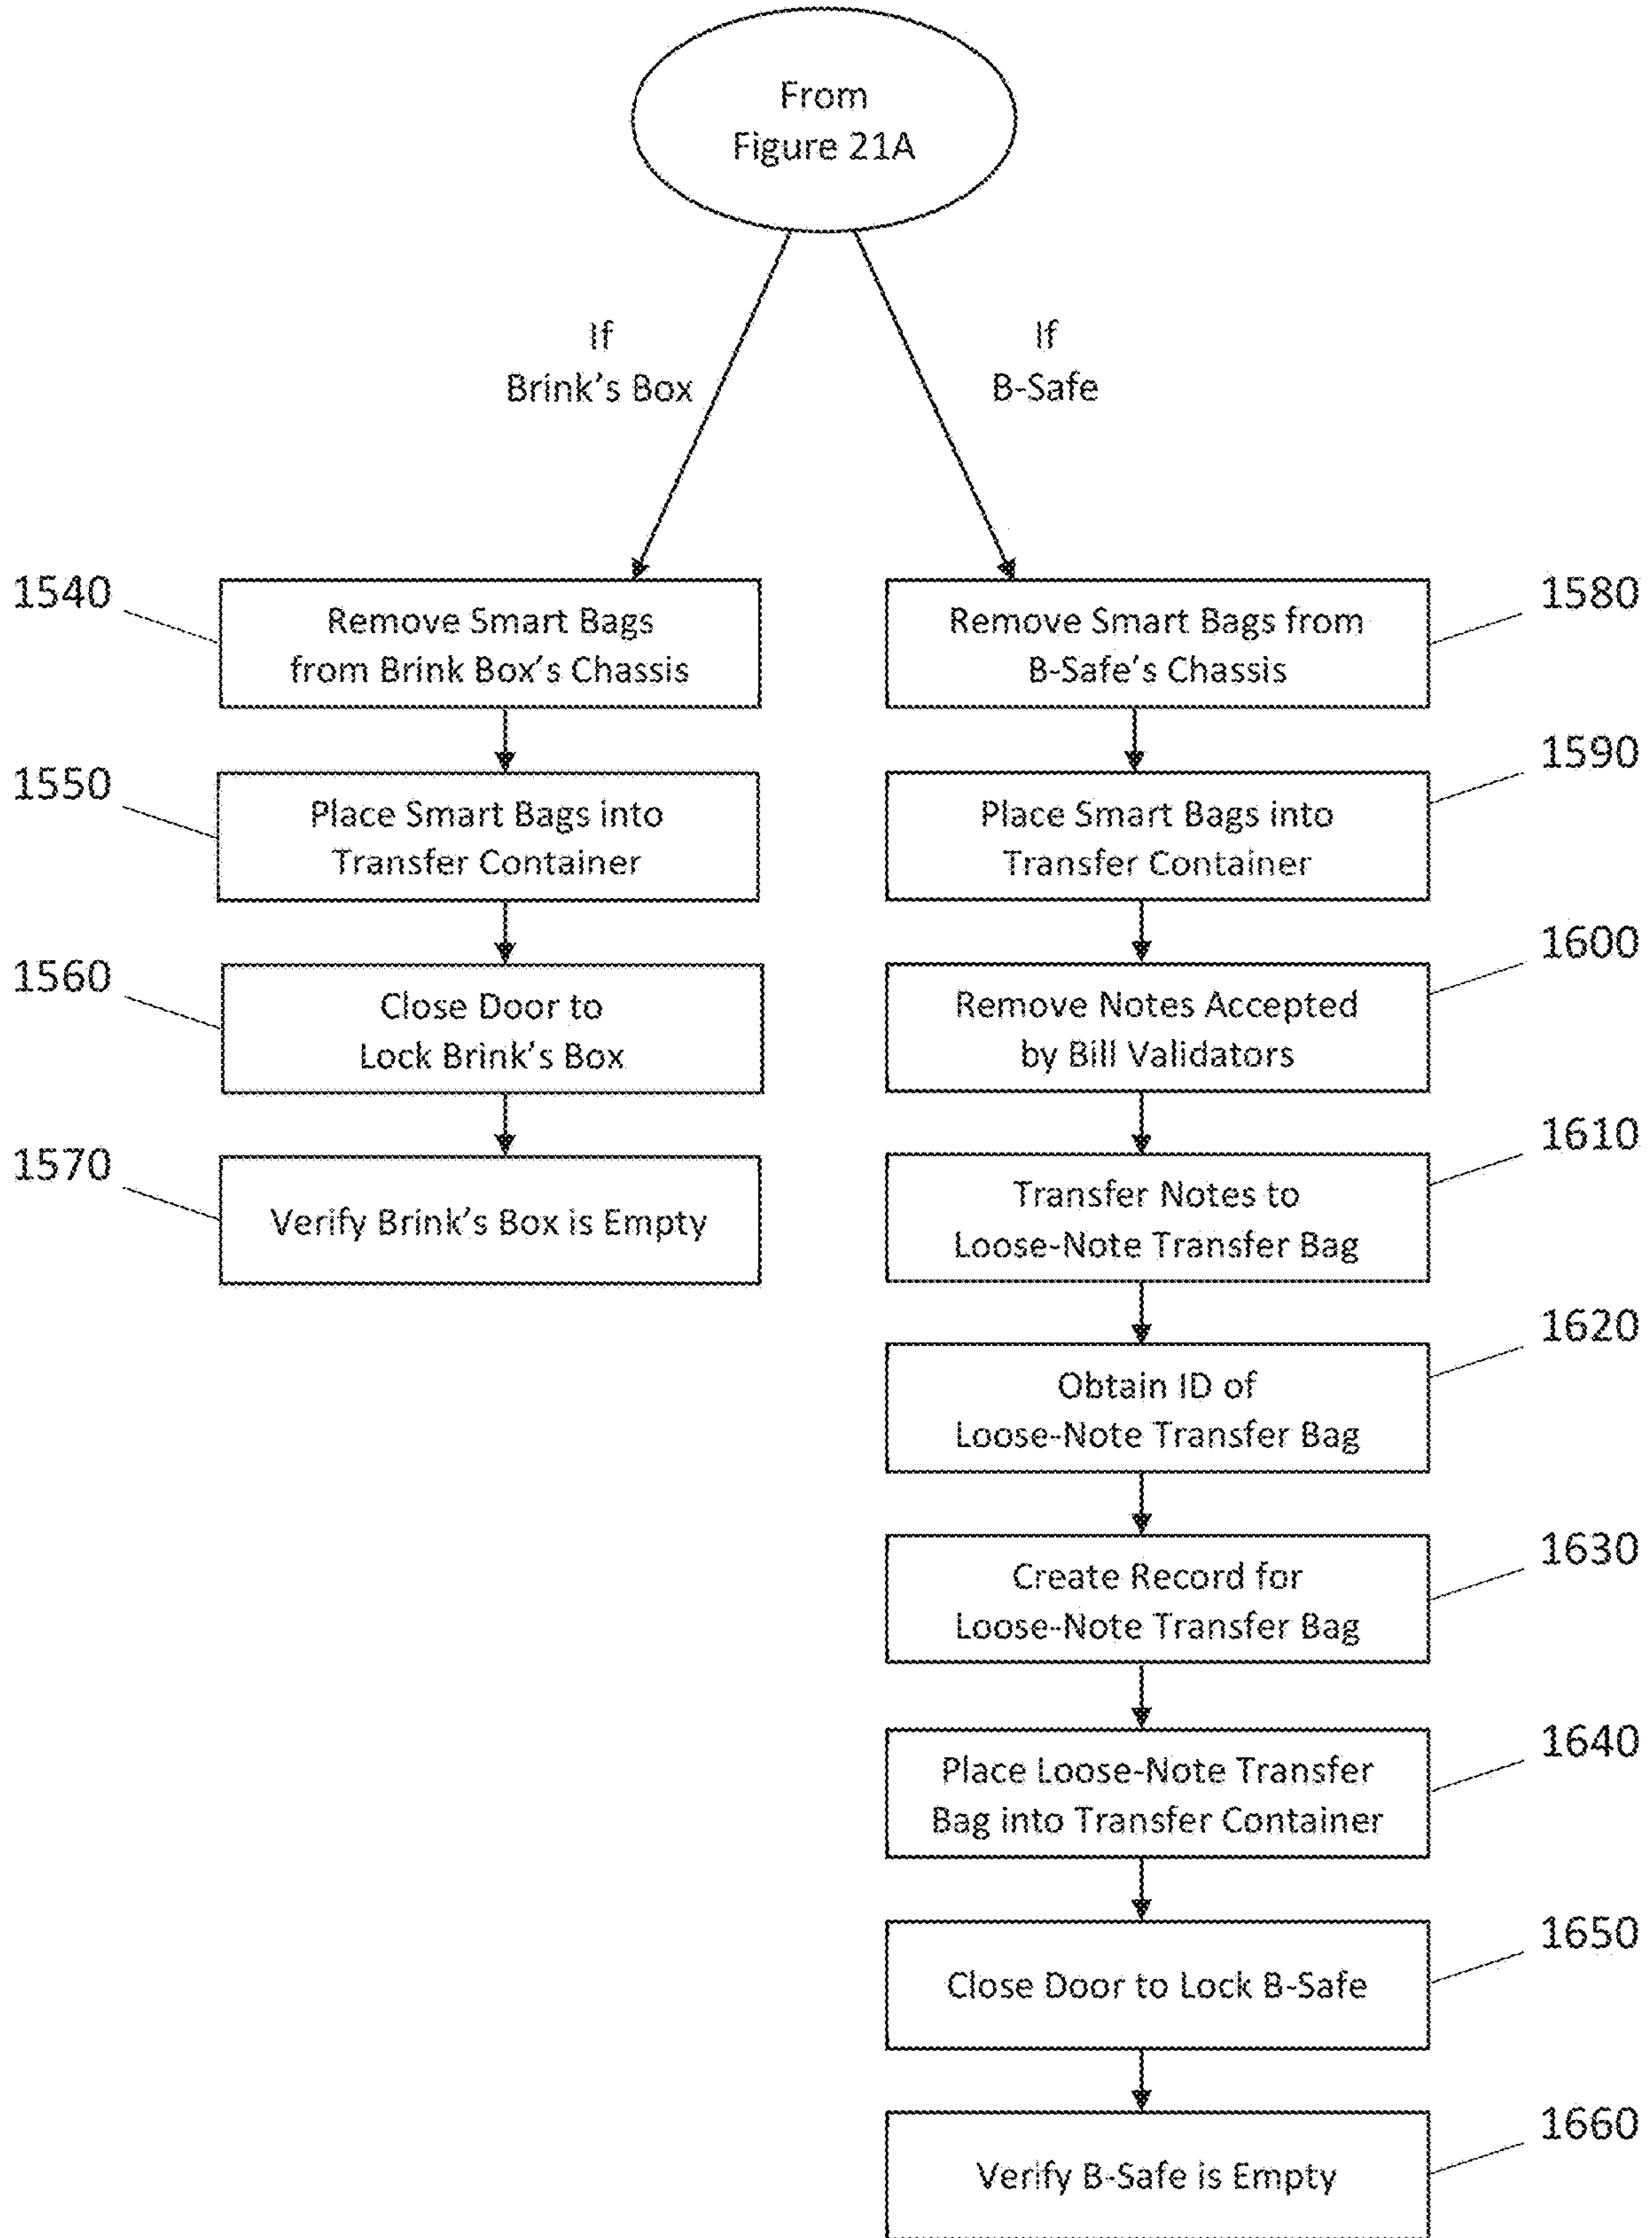 From
Figure 21A
If
Brink's Box
If
B-Safe
1540
Remove Smart Bags
from Brink Box's Chassis
1550
Place Smart Bags into
Transfer Container
1560
Close Door to
Lock Brink's Box
1570
Verify Brink's Box is Empty
1580
Remove Smart Bags from
B-Safe's Chassis
1590
Place Smart Bags into
Transfer Container
1600
Remove Notes Accepted
by Bill Validators
1610
Transfer Notes to
Loose-Note Transfer Bag
1620
Obtain ID of
Loose-Note Transfer Bag
1630
Create Record for
Loose-Note Transfer Bag
1640
Place Loose-Note Transfer
Bag into Transfer Container
1650
Close Door to Lock B-Safe
1660
Verify B-Safe is Empty